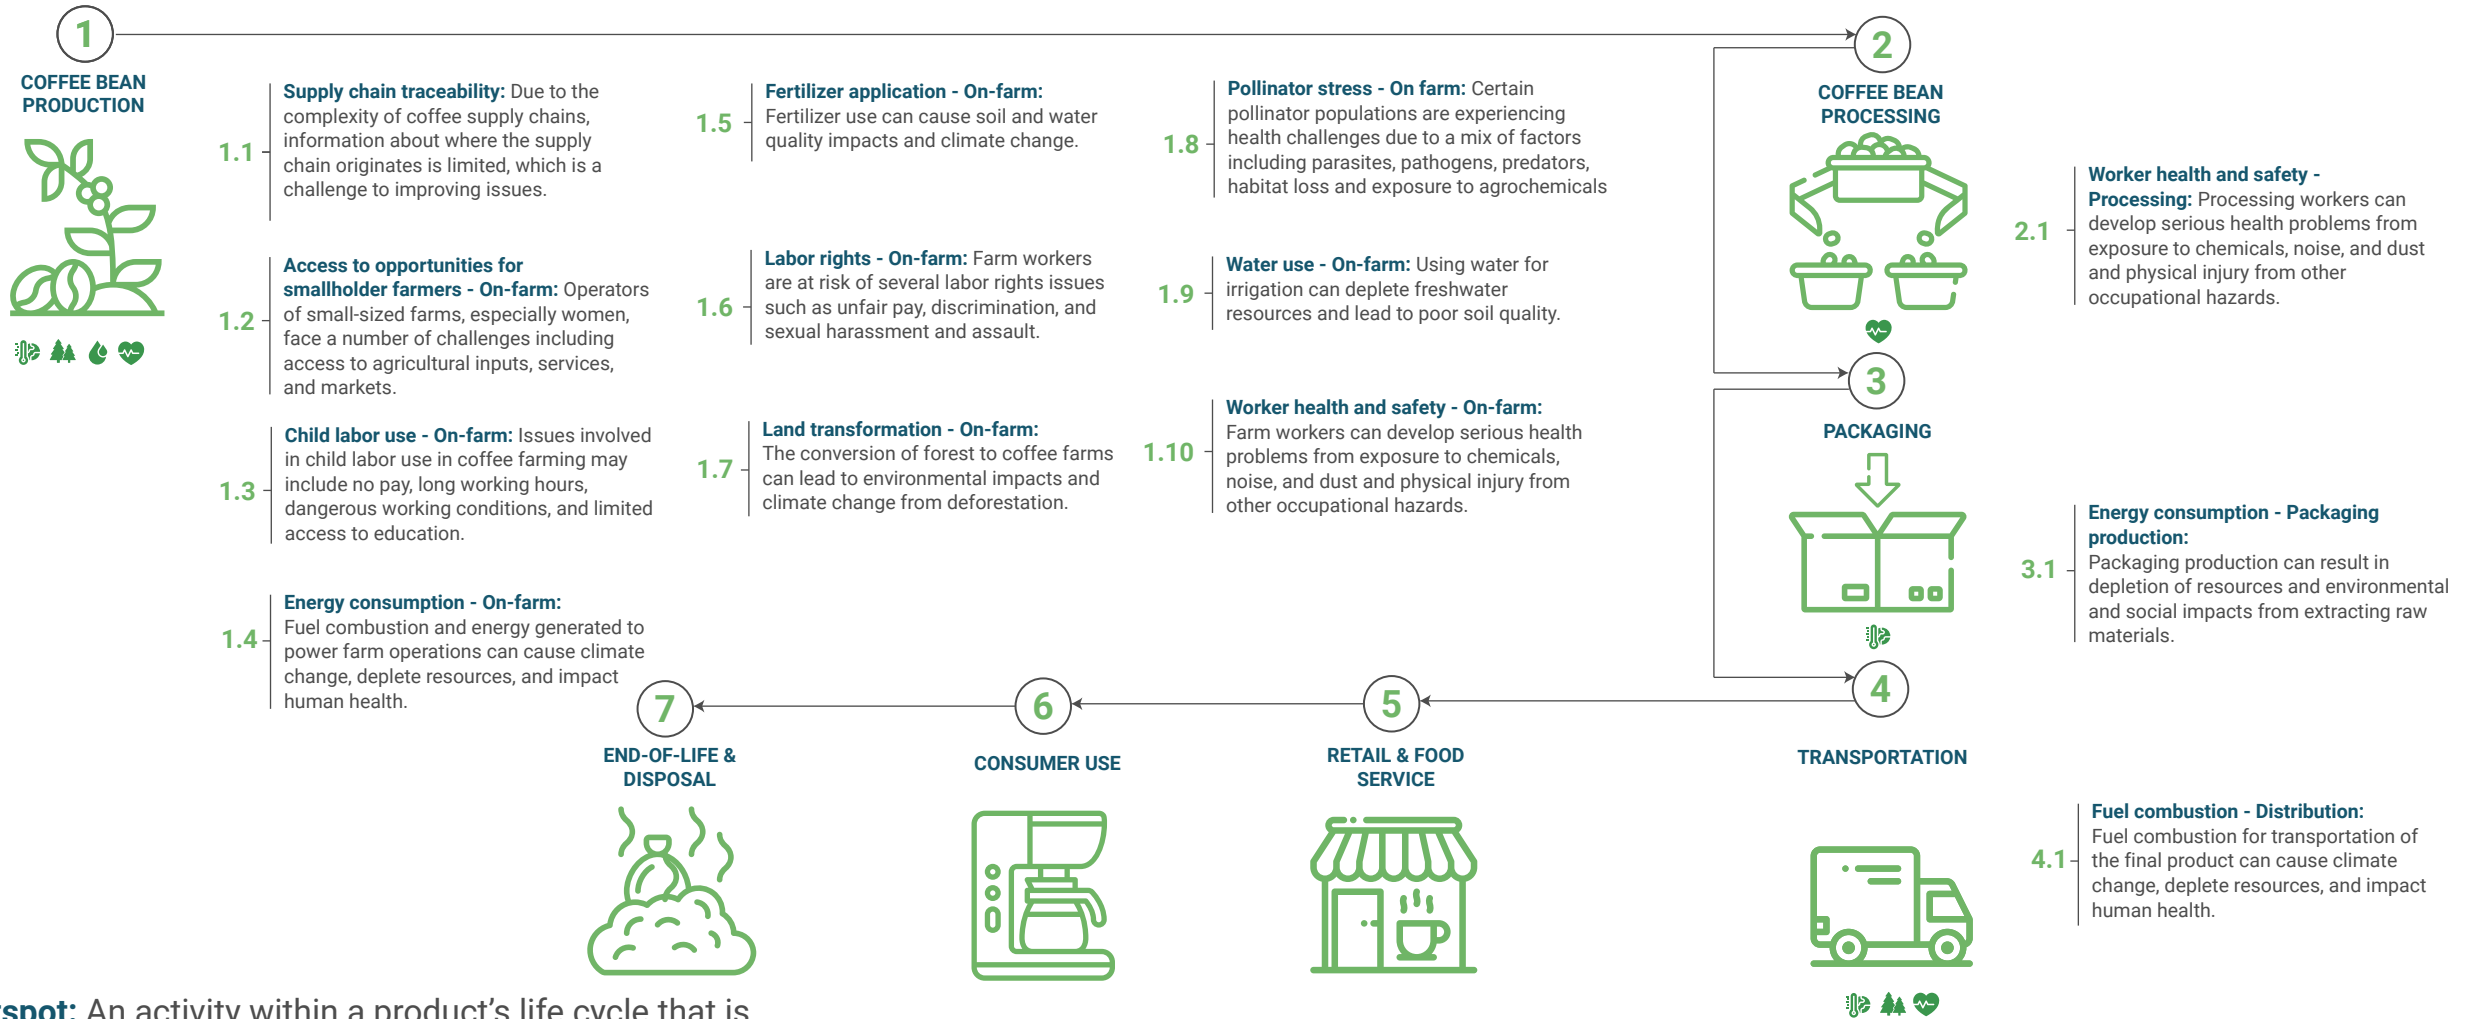 1
COFFEE BEAN
PRODUCTION
1.1
Supply chain traceability: Due to the
complexity of coffee supply chains,
information about where the supply
chain originates is limited, which is a
challenge to improving issues.
1.2
Access to opportunities for
smallholder farmers - On-farm: Operators
of small-sized farms, especially women,
face a number of challenges including
access to agricultural inputs, services,
and markets.
1.3
Child labor use - On-farm: Issues involved
in child labor use in coffee farming may
include no pay, long working hours,
dangerous working conditions, and limited
access to education.
1.4
Energy consumption - On-farm:
Fuel combustion and energy generated to
power farm operations can cause climate
change, deplete resources, and impact
human health.
1.5
Fertilizer application - On-farm:
Fertilizer use can cause soil and water
quality impacts and climate change.
1.6
Labor rights - On-farm: Farm workers
are at risk of several labor rights issues
such as unfair pay, discrimination, and
sexual harassment and assault.
1.7
Land transformation - On-farm:
The conversion of forest to coffee farms
can lead to environmental impacts and
climate change from deforestation.
1.8
Pollinator stress - On farm: Certain
pollinator populations are experiencing
health challenges due to a mix of factors
including parasites, pathogens, predators,
habitat loss and exposure to agrochemicals
1.9
Water use - On-farm: Using water for
irrigation can deplete freshwater
resources and lead to poor soil quality.
1.10
Worker health and safety - On-farm:
Farm workers can develop serious health
problems from exposure to chemicals,
noise, and dust and physical injury from
other occupational hazards.
2
COFFEE BEAN
PROCESSING
2.1
Worker health and safety -
Processing: Processing workers can
develop serious health problems from
exposure to chemicals, noise, and dust
and physical injury from other
occupational hazards.
3
PACKAGING
3.1
Energy consumption - Packaging
production:
Packaging production can result in
depletion of resources and environmental
and social impacts from extracting raw
materials.
4
TRANSPORTATION
4.1
Fuel combustion - Distribution:
Fuel combustion for transportation of
the final product can cause climate
change, deplete resources, and impact
human health.
5
RETAIL & FOOD
SERVICE
6
CONSUMER USE
7
END-OF-LIFE &
DISPOSAL
spot: An activity within a product's life cycle that is